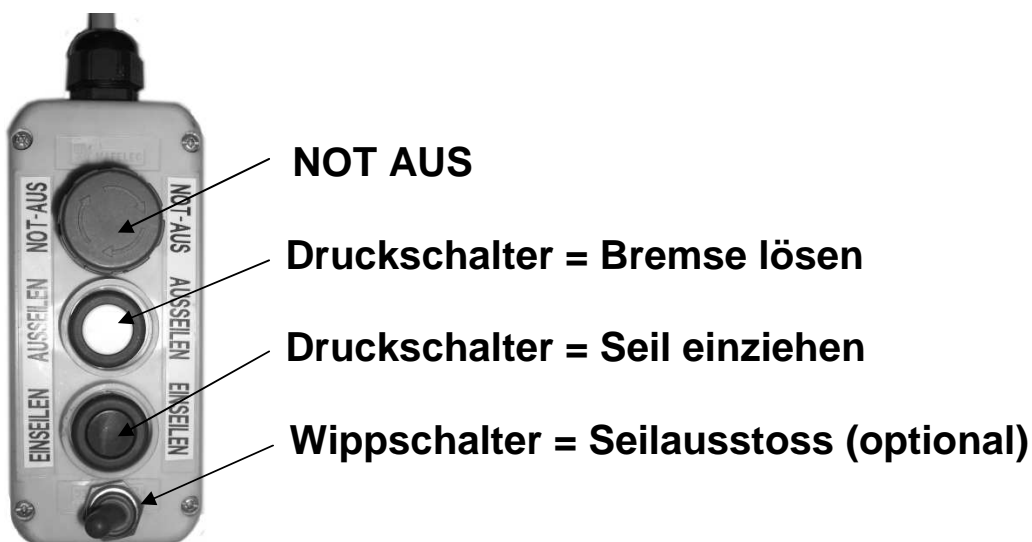 NOT AUS
Druckschalter = Bremse lösen
Druckschalter = Seil einziehen
Wippschalter = Seilausstoss (optional)
NOT-AUS
AUSSEILEN
EINSEILEN
NOT-AUS
AUSSEILEN
EINSEILEN